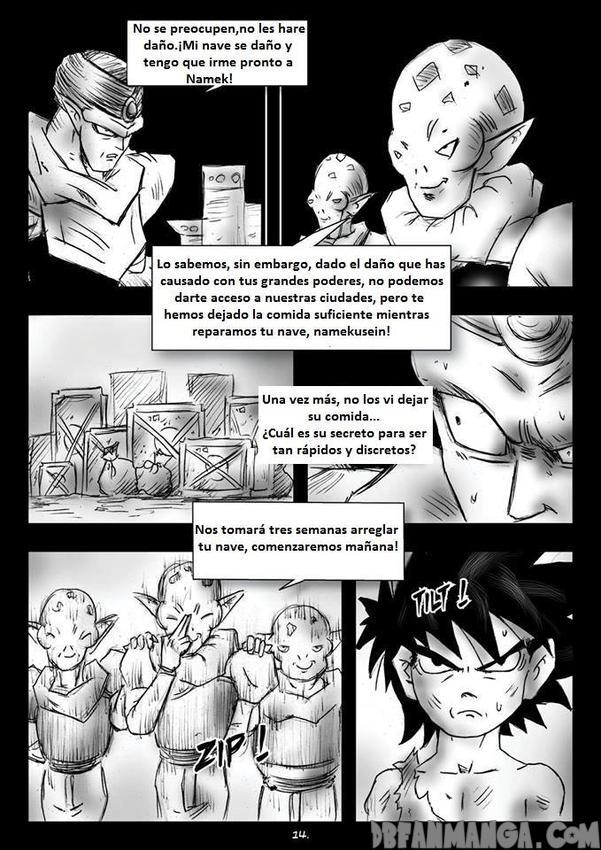 No se preocupen,no les hare
daño.¡Mi nave se daño y
tengo que irme pronto a
Namek!
Lo sabemos, sin embargo, dado el daño que has
causado con tus grandes poderes, no podemos
darte acceso a nuestras ciudades, pero te
hemos dejado la comida suficiente mientras
reparamos tu nave, namekusein!
Una vez más, no los vi dejar
su comida...
¿Cuál es su secreto para ser
tan rápidos y discretos?
Nos tomará tres semanas arreglar
tu nave, comenzaremos mañana!
TILT !
ZIP !
14.
DBFANMANGA.COM